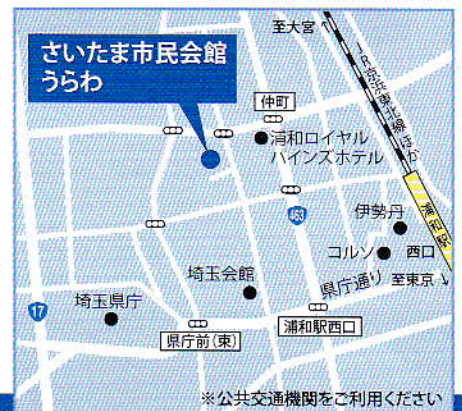 さいたま市民会館
うらわ
至大宮
JR京浜東北線ほか
仲町
浦和ロイヤル
パインズホテル
463
伊勢丹
浦和駅
コルソ
西口
埼玉会館
県庁通り
至東京
17
埼玉県庁
県庁前(東)
浦和駅西口
※公共交通機関をご利用ください